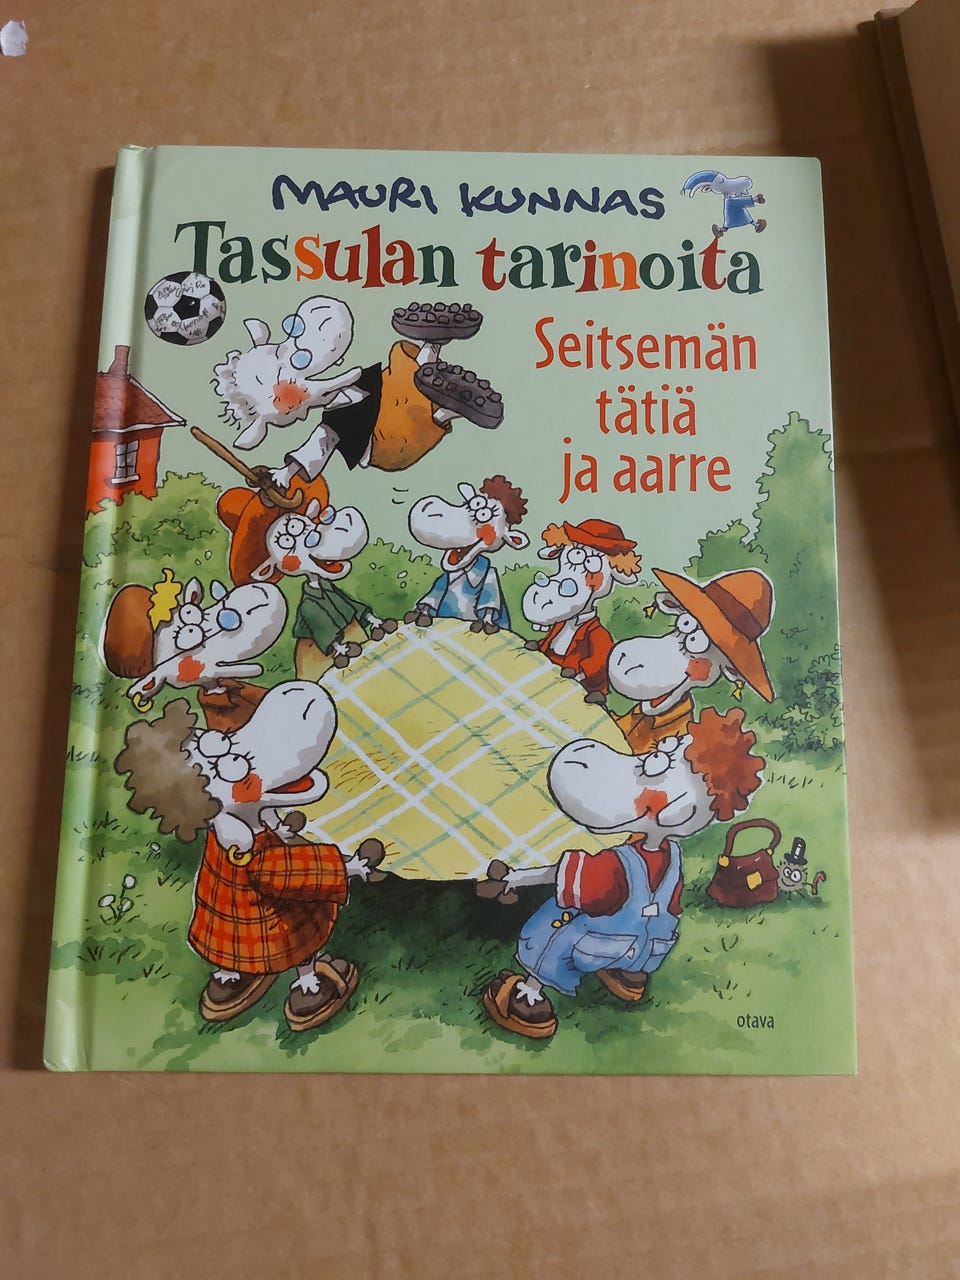 MAURI KUNNAS
Tassulan tarinoita
Seitsemän
tätiä
ja aarre
otava